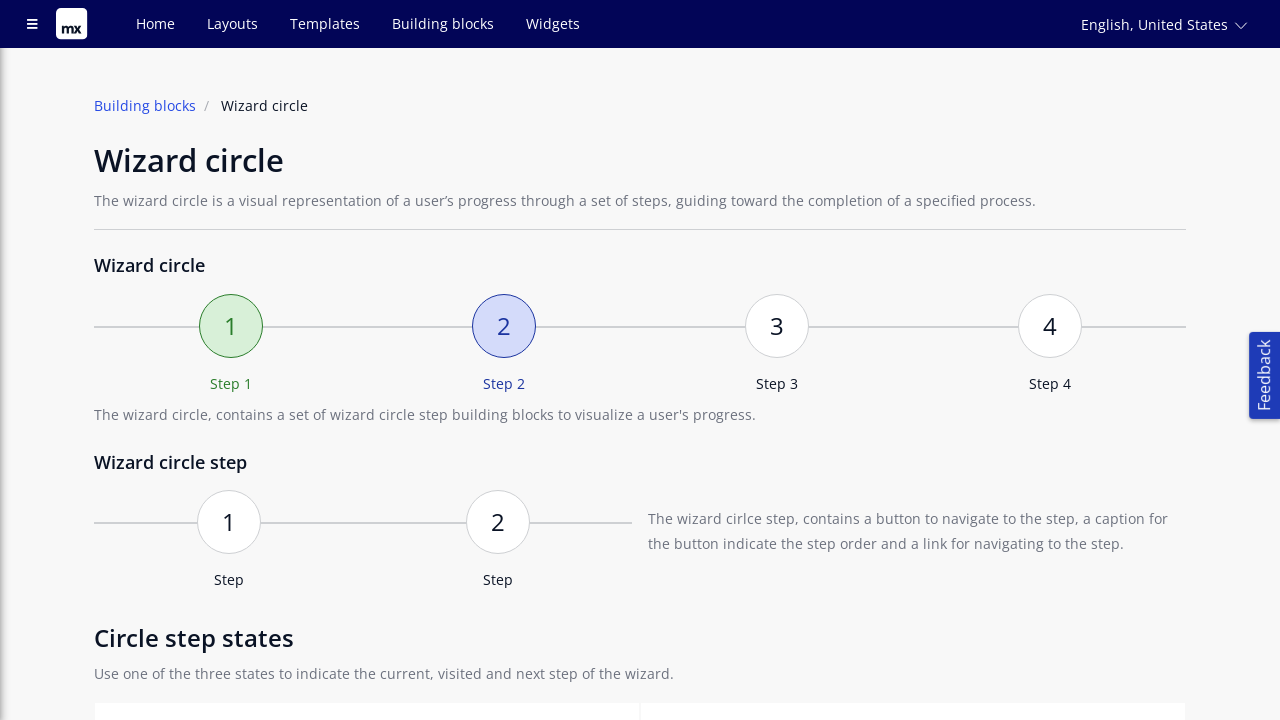 mx Home Layouts Templates Building blocks Widgets English, United States
Building blocks / Wizard circle
Wizard circle
The wizard circle is a visual representation of a user’s progress through a set of steps, guiding toward the completion of a specified process.
Wizard circle
1 2 3 4
Step 1 Step 2 Step 3 Step 4
Feedback
The wizard circle, contains a set of wizard circle step building blocks to visualize a user's progress.
Wizard circle step
1 2
Step Step
The wizard cirlce step, contains a button to navigate to the step, a caption for
the button indicate the step order and a link for navigating to the step.
Circle step states
Use one of the three states to indicate the current, visited and next step of the wizard.